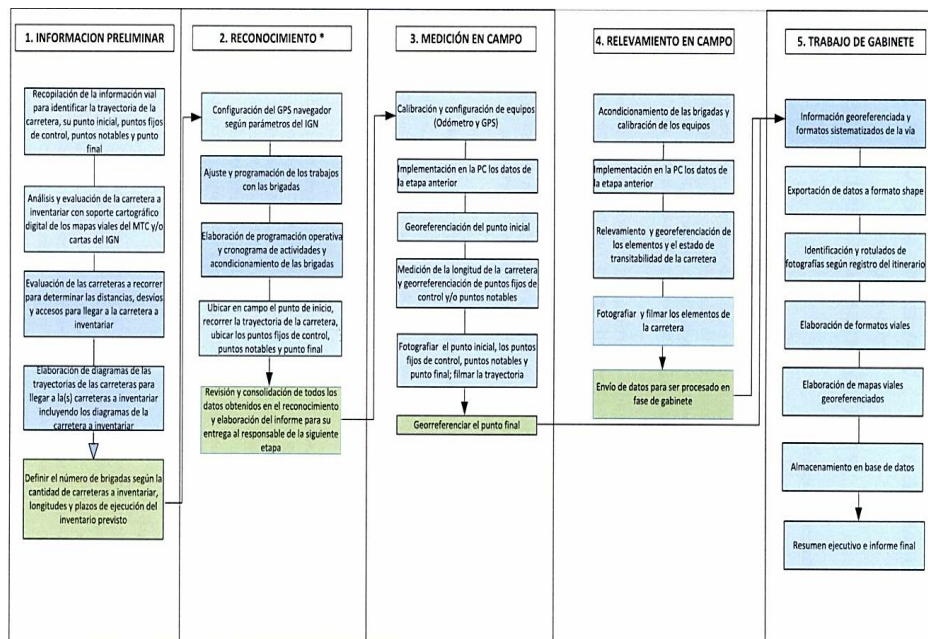 1. INFORMACION PRELIMINAR
Recopilación de la información vial
para identificar la trayectoria de la
carretera, su punto inicial, puntos fijos
de control, puntos notables y punto
final
Análisis y evaluación de la carretera a
inventariar con soporte cartográfico
digital de los mapas viales del MTC y/o
cartas del IGN
Evaluación de las carreteras a recorrer
para determinar las distancias, desvíos
y accesos para llegar a la carretera a
inventariar
Elaboración de diagramas de las
trayectorias de las carreteras para
llegar a la(s) carreteras a inventariar
incluyendo los diagramas de la
carretera a inventariar
Definir el número de brigadas según la
cantidad de carreteras a inventariar,
longitudes y plazos de ejecución del
inventario previsto
2. RECONOCIMIENTO *
Configuración del GPS navegador
según parámetros del IGN
Ajuste y programación de los trabajos
con las brigadas
Elaboración de programación operativa
y cronograma de actividades y
acondicionamiento de las brigadas
Ubicar en campo el punto de inicio,
recorrer la trayectoria de la carretera,
ubicar los puntos fijos de control,
puntos notables y punto final
Revisión y consolidación de todos los
datos obtenidos en el reconocimiento
y elaboración del informe para su
entrega al responsable de la siguiente
etapa
3. MEDICIÓN EN CAMPO
Calibración y configuración de equipos
(Odómetro y GPS)
Implementación en la PC los datos de
la etapa anterior
Georeferenciación del punto inicial
Medición de la longitud de la carretera
y georreferenciación de puntos fijos de
control y/o puntos notables
Fotografiar el punto inicial, los puntos
fijos de control, puntos notables y
punto final; filmar la trayectoria
Georreferenciar el punto final
4. RELEVAMIENTO EN CAMPO
Acondicionamiento de las brigadas y
calibración de los equipos
Implementación en la PC los datos de
la etapa anterior
Relevamiento y georeferenciación de
los elementos y el estado de
transitabilidad de la carretera
Fotografiar y filmar los elementos de
la carretera
Envío de datos para ser procesado en
fase de gabinete
5. TRABAJO DE GABINETE
Información georeferenciada y
formatos sistematizados de la vía
Exportación de datos a formato shape
Identificación y rotulados de
fotografías según registro del itinerario
Elaboración de formatos viales
Elaboración de mapas viales
georeferenciados
Almacenamiento en base de datos
Resumen ejecutivo e informe final